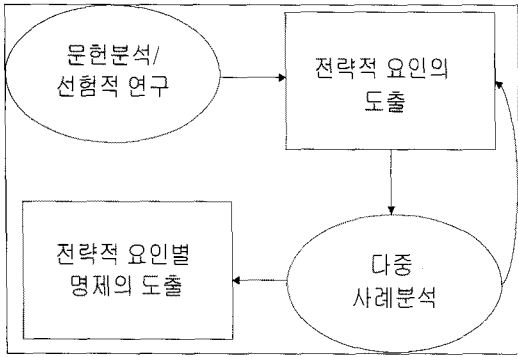 문헌분석/
선험적 연구
전략적 요인의
도출
다중
사례분석
전략적 요인별
명제의 도출